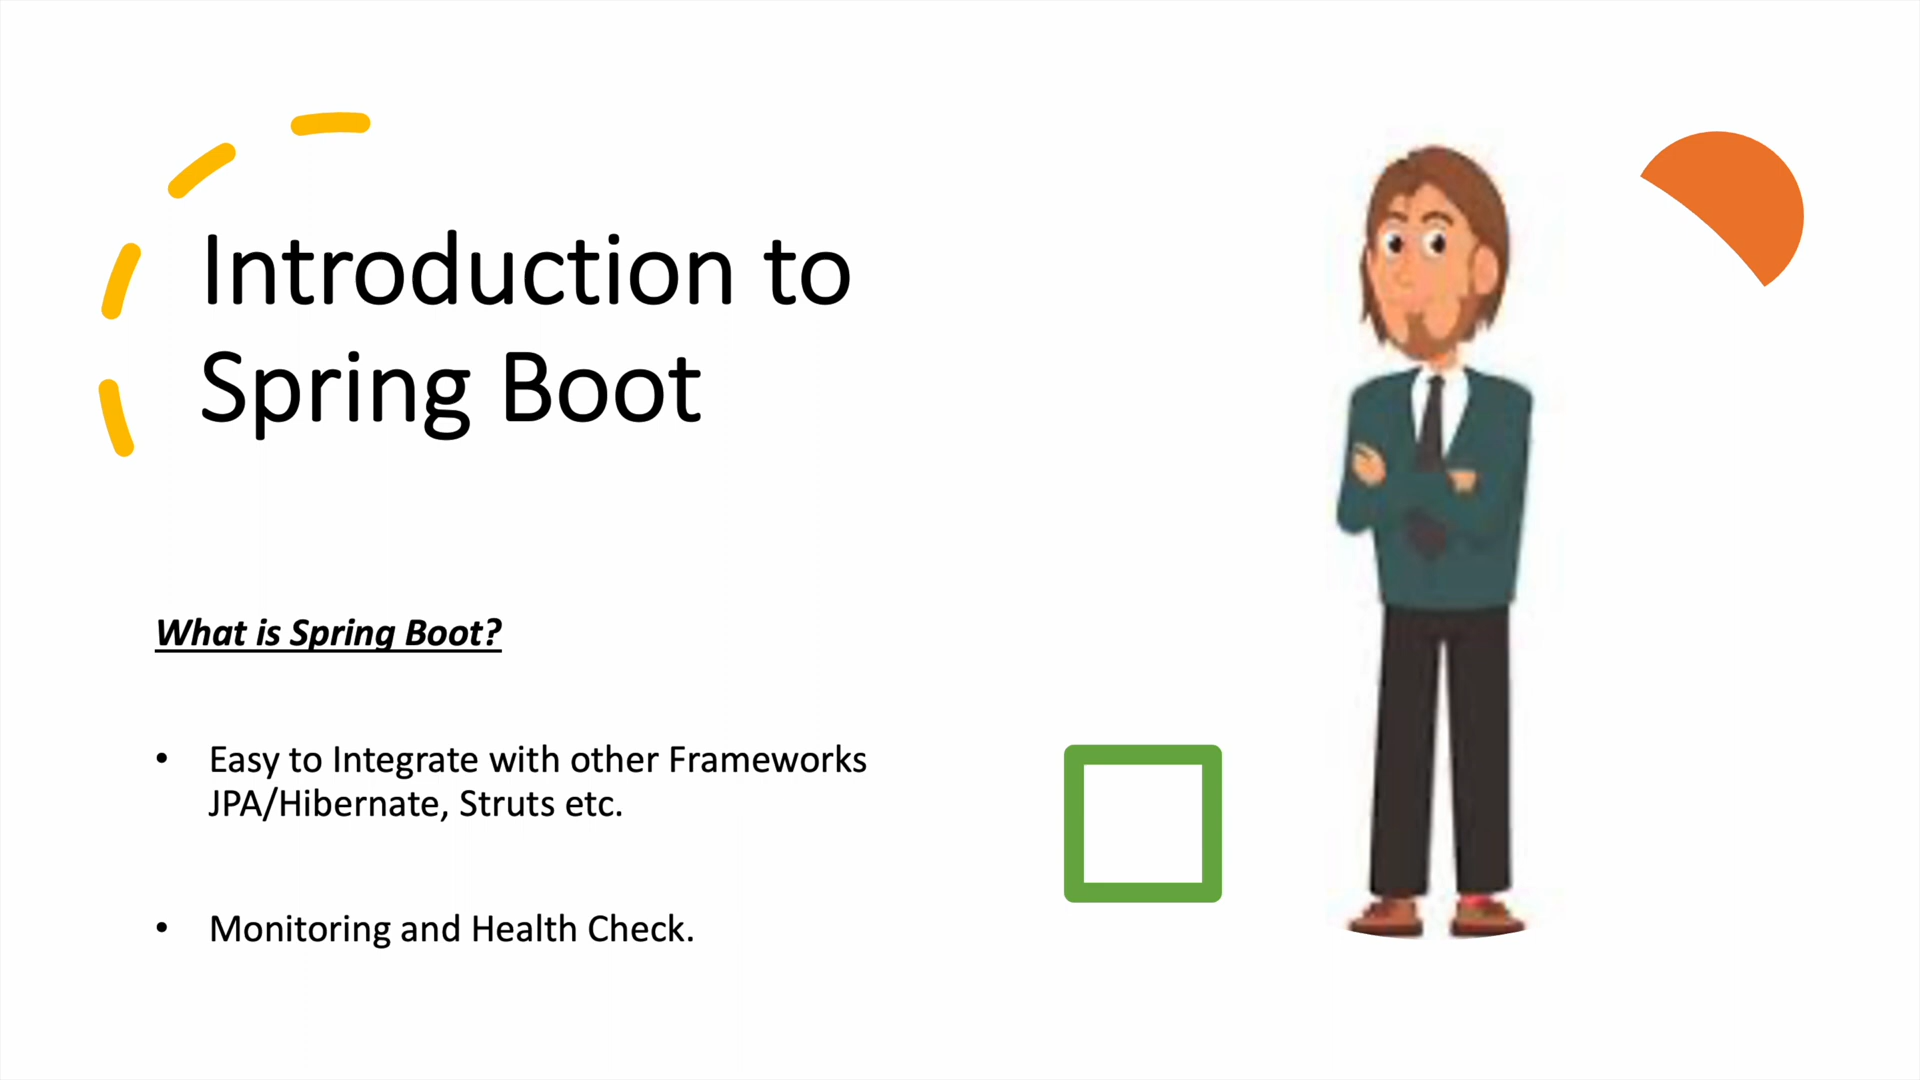 Introduction to
Spring Boot
What is Spring Boot?
• Easy to Integrate with other Frameworks
JPA/Hibernate, Struts etc.
• Monitoring and Health Check.